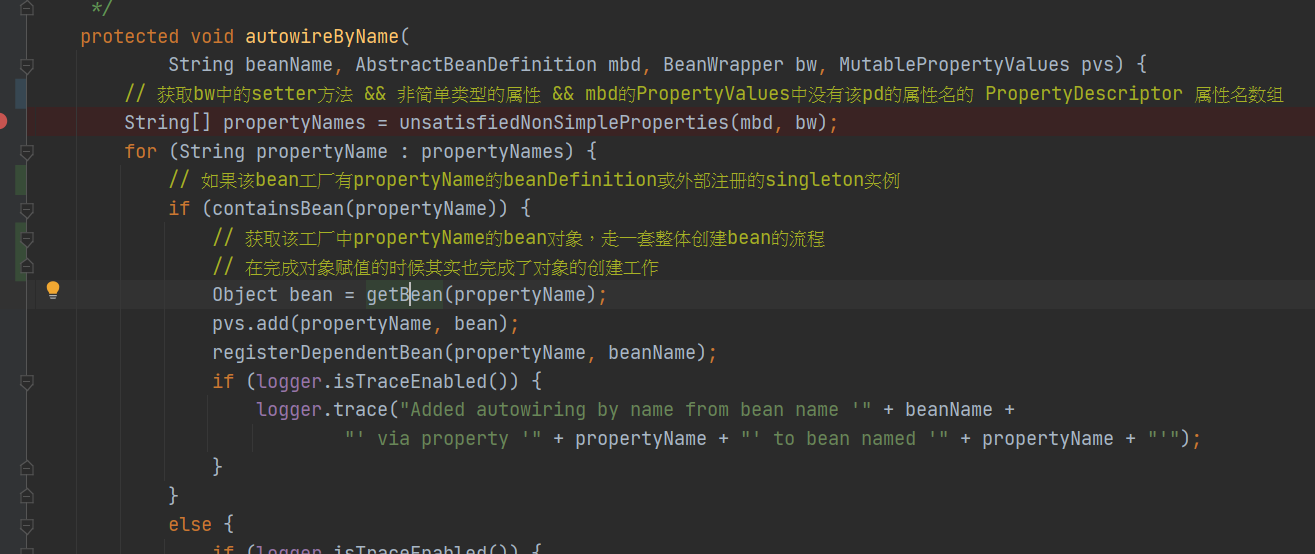 */
protected void autowireByName(
String beanName, AbstractBeanDefinition mbd, BeanWrapper bw, MutablePropertyValues pvs) {
// 获取bw中的setter方法 && 非简单类型的属性 && mbd的PropertyValues中没有该pd的属性名的 PropertyDescriptor 属性名数组
String[] propertyNames = unsatisfiedNonSimpleProperties(mbd, bw);
for (String propertyName : propertyNames) {
// 如果该bean工厂有propertyName的beanDefinition或外部注册的singleton实例
if (containsBean(propertyName)) {
// 获取该工厂中propertyName的bean对象，走一套整体创建bean的流程
// 在完成对象赋值的时候其实也完成了对象的创建工作
Object bean = getBean(propertyName);
pvs.add(propertyName, bean);
registerDependentBean(propertyName, beanName);
if (logger.isTraceEnabled()) {
logger.trace("Added autowiring by name from bean name '" + beanName +
"' via property '" + propertyName + "' to bean named '" + propertyName + "'");
}
}
else {
if (logger.isTraceEnabled()) {